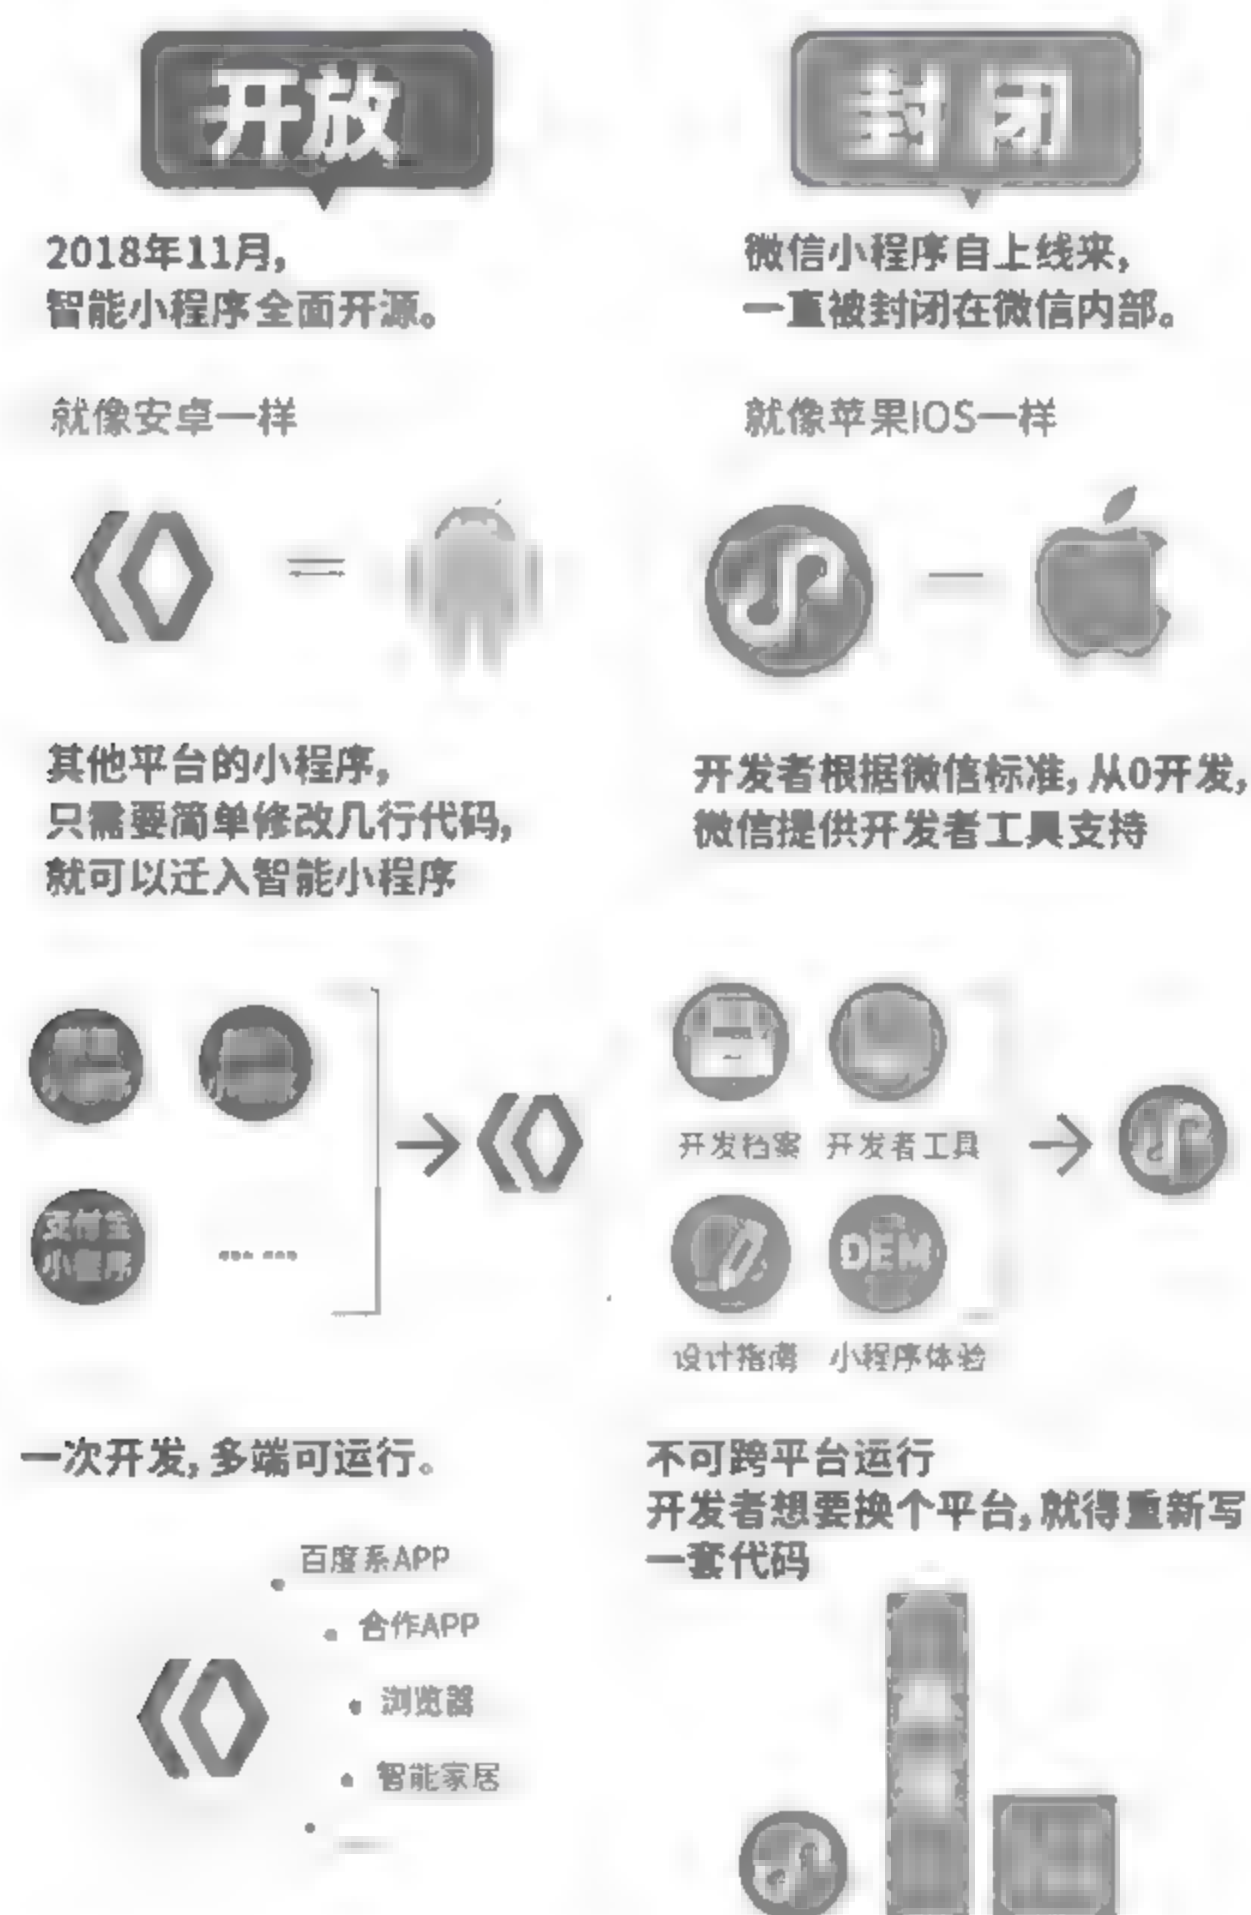 开放
2018年11月,
智能小程序全面开源。
就像安卓一样
其他平台的小程序,
只需要简单修改几行代码,
就可以迁入智能小程序
支付宝
小程序
一次开发,多端可运行。
百度系APP
合作APP
浏览器
智能家居
封闭
微信小程序自上线来,
一直被封闭在微信内部。
就像苹果IOS一样
开发者根据微信标准,从0开发,
微信提供开发者工具支持
开发档案
开发者工具
DEM
设计指南
小程序体验
不可跨平台运行
开发者想要换个平台,就得重新写
一套代码